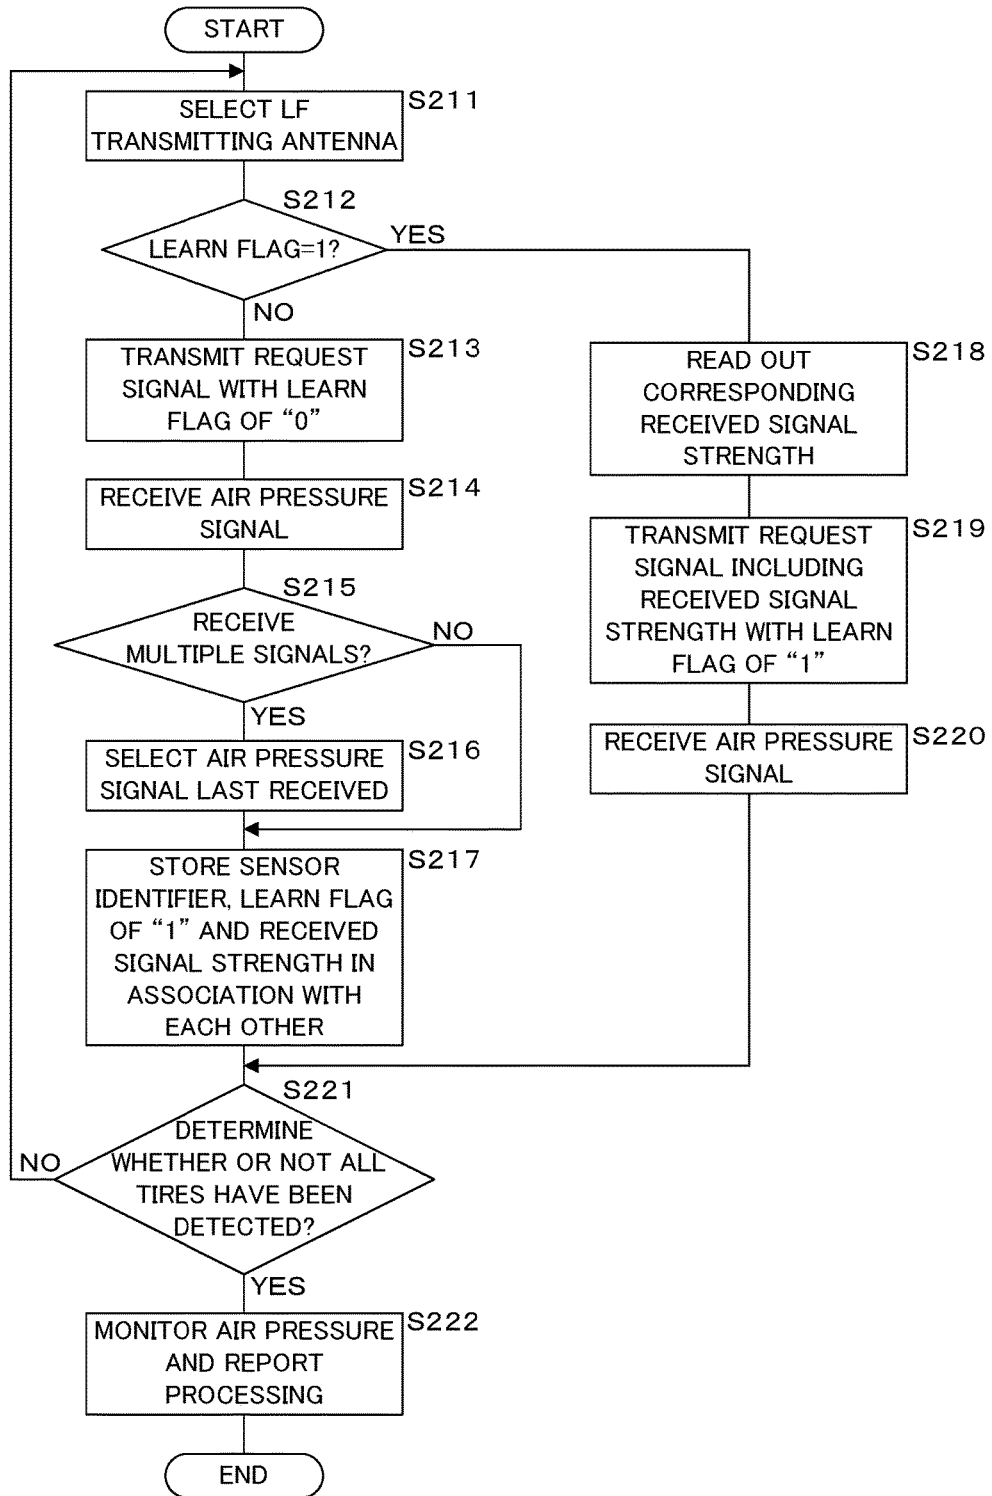 START
S211
SELECT LF
TRANSMITTING ANTENNA
S212
LEARN FLAG=1?
YES
NO
S213
TRANSMIT REQUEST
SIGNAL WITH LEARN
FLAG OF “0”
S214
RECEIVE AIR PRESSURE
SIGNAL
S215
RECEIVE
MULTIPLE SIGNALS?
NO
YES
S216
SELECT AIR PRESSURE
SIGNAL LAST RECEIVED
S217
STORE SENSOR
IDENTIFIER, LEARN FLAG
OF “1” AND RECEIVED
SIGNAL STRENGTH IN
ASSOCIATION WITH
EACH OTHER
S218
READ OUT
CORRESPONDING
RECEIVED SIGNAL
STRENGTH
S219
TRANSMIT REQUEST
SIGNAL INCLUDING
RECEIVED SIGNAL
STRENGTH WITH LEARN
FLAG OF “1”
S220
RECEIVE AIR PRESSURE
SIGNAL
S221
DETERMINE
WHETHER OR NOT ALL
TIRES HAVE BEEN
DETECTED?
NO
YES
S222
MONITOR AIR PRESSURE
AND REPORT
PROCESSING
END